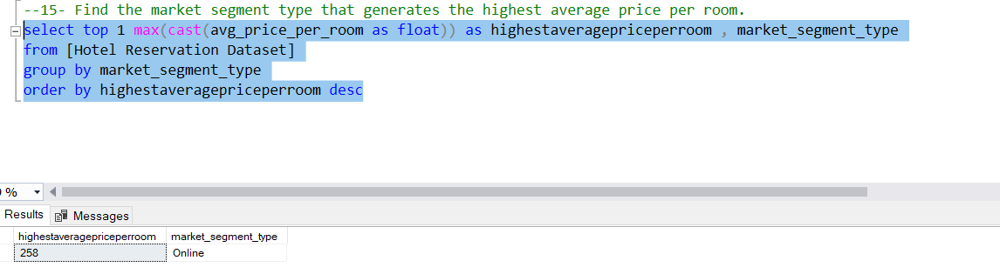 --15- Find the market segment type that generates the highest average price per room.
select top 1 max(cast(avg_price_per_room as float)) as highestaveragepriceperroom , market_segment_type
from [Hotel Reservation Dataset]
group by market_segment_type
order by highestaveragepriceperroom desc
%
Results Messages
highestaveragepriceperroom market_segment_type
258 Online